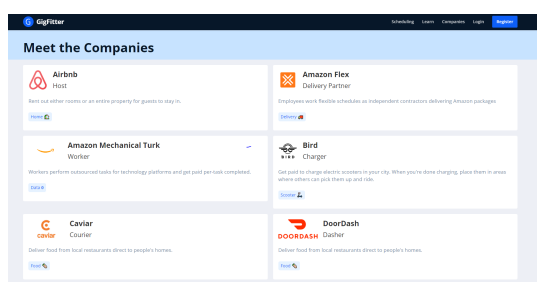 G GigFitter
Scheduling Learn Companies Login Register
Meet the Companies
Airbnb
Host
Rent out either rooms or an entire property for guests to stay in.
Home
Amazon Flex
Delivery Partner
Employees work flexible schedules as independent contractors delivering Amazon packages
Delivery
Amazon Mechanical Turk
Worker
Workers perform outsourced tasks for technology platforms and get paid per task completed.
Data
BIRD
Bird
Charger
Get paid to charge electric scooters in your city. When you're done charging, place them in areas
where others can pick them up and ride.
Scooter
caviar
Caviar
Courier
Deliver food from local restaurants direct to people's homes.
Food
DOORDASH
DoorDash
Dasher
Deliver food from local restaurants direct to people's homes.
Food